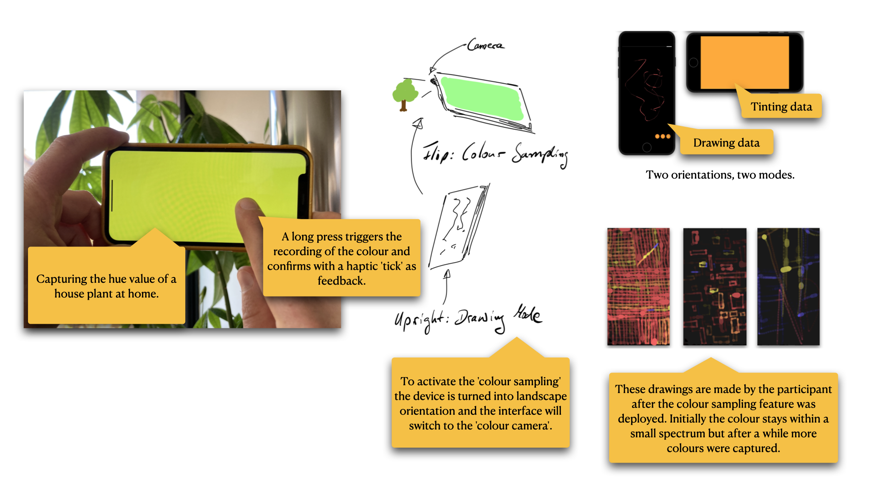 Capturing the hue value of a
house plant at home.
A long press triggers the
recording of the colour and
confirms with a haptic 'tick' as
feedback.
Camera
Flip: Colour Sampling
Upright: Drawing Mode
To activate the 'colour sampling'
the device is turned into landscape
orientation and the interface will
switch to the 'colour camera'.
Tinting data
Drawing data
Two orientations, two modes.
These drawings are made by the participant
after the colour sampling feature was
deployed. Initially the colour stays within a
small spectrum but after a while more
colours were captured.